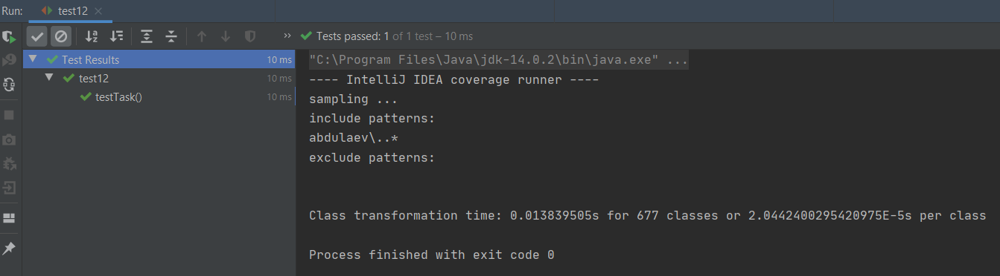 Run: test12
Tests passed: 1 of 1 test – 10 ms
Test Results 10 ms
test12 10 ms
testTask() 10 ms
"C:\Program Files\Java\jdk-14.0.2\bin\java.exe" ...
---- IntelliJ IDEA coverage runner ----
sampling ...
include patterns:
abdulaev\..*
exclude patterns:
Class transformation time: 0.013839505s for 677 classes or 2.0442400295420975E-5s per class
Process finished with exit code 0